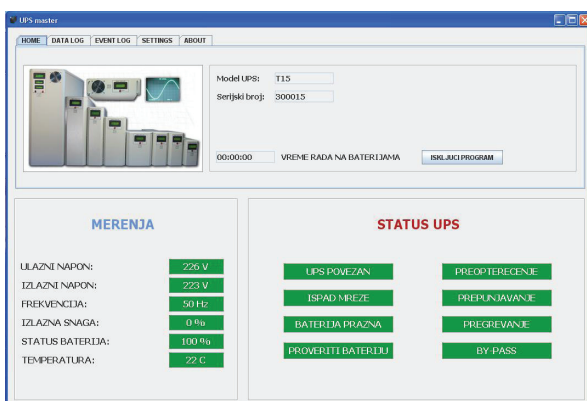 UPS master
HOME DATA LOG EVENT LOG SETTINGS ABOUT
Model UPS: T15
Serijski broj: 300015
00:00:00 VREME RADA NA BATERIJAMA ISKLJUCI PROGRAM
MERENJA
ULAZNI NAPON: 226 V
IZLAZNI NAPON: 223 V
FREKVENCIJA: 50 Hz
IZLAZNA SNAGA: 0 %
STATUS BATERIJA: 100 %
TEMPERATURA: 22 C
STATUS UPS
UPS POVEZAN PREOPTERECENJE
ISPAD MREZE PREPUNJAVANJE
BATERIJA PRAZNA PREGREVANJE
PROVERITI BATERIJU BY-PASS